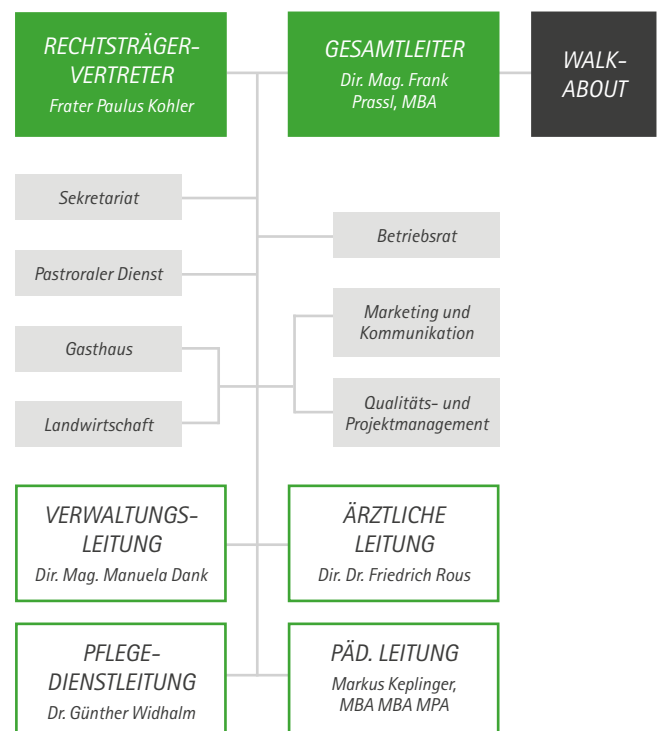 RECHTSTRÄGER-
VERTRETER
Frater Paulus Kohler
GESAMTLEITER
Dir. Mag. Frank
Prassl, MBA
WALK-
ABOUT
Sekretariat
Betriebsrat
Pastroraler Dienst
Marketing und
Kommunikation
Gasthaus
Qualitäts- und
Projektmanagement
Landwirtschaft
VERWALTUNGS-
LEITUNG
Dir. Mag. Manuela Dank
ÄRZTLICHE
LEITUNG
Dir. Dr. Friedrich Rous
PFLEGE-
DIENSTLEITUNG
Dr. Günther Widhalm
PÄD. LEITUNG
Markus Keplinger,
MBA MBA MPA